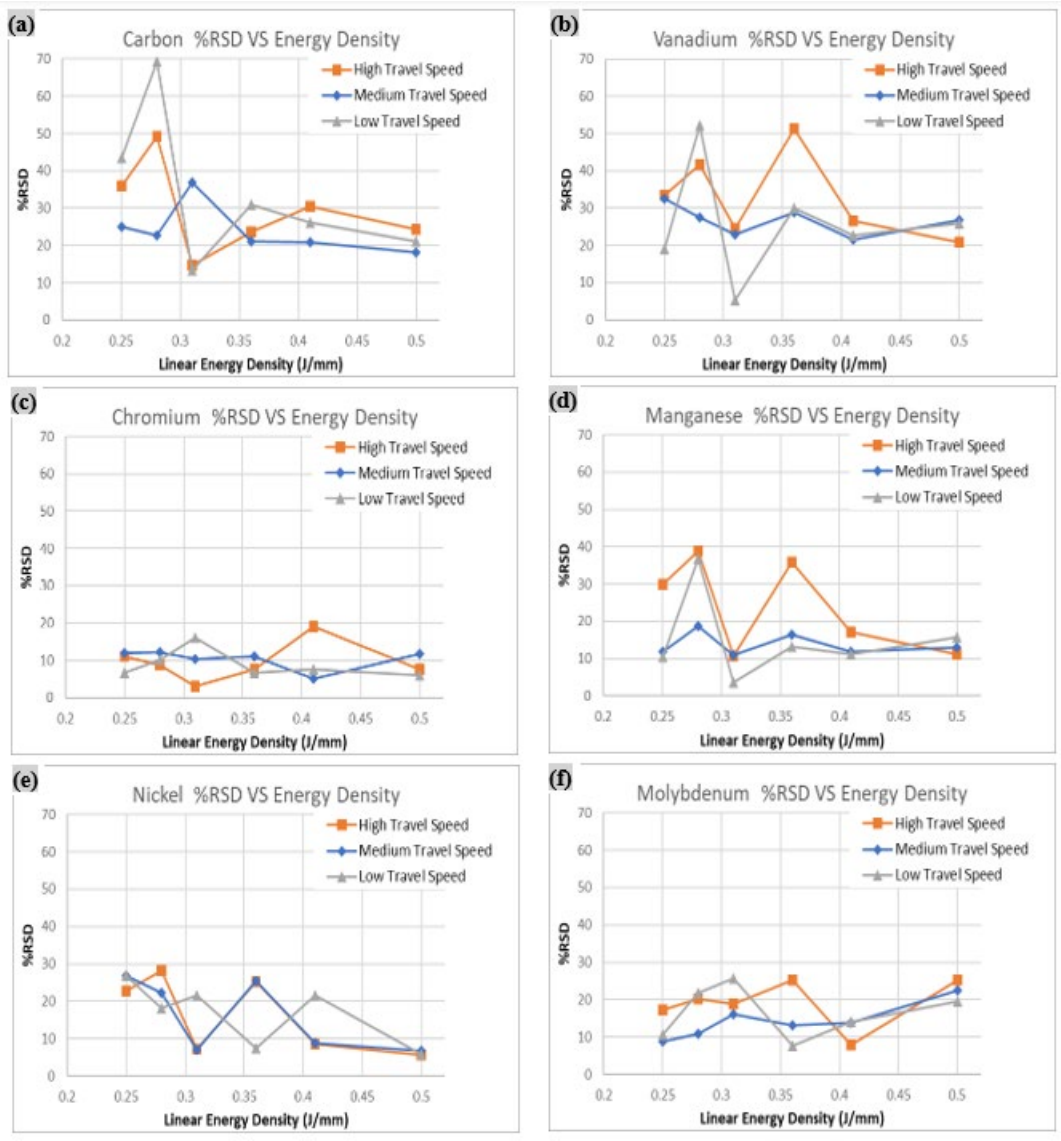 (a)
Carbon %RSD VS Energy Density
70
60
50
40
30
20
10
0
%RSD
High Travel Speed
Medium Travel Speed
Low Travel Speed
0.2 0.25 0.3 0.35 0.4 0.45 0.5
Linear Energy Density (J/mm)
(b)
Vanadium %RSD VS Energy Density
70
60
50
40
30
20
10
0
%RSD
High Travel Speed
Medium Travel Speed
Low Travel Speed
0.2 0.25 0.3 0.35 0.4 0.45 0.5
Linear Energy Density (J/mm)
(c)
Chromium %RSD VS Energy Density
70
60
50
40
30
20
10
0
%RSD
High Travel Speed
Medium Travel Speed
Low Travel Speed
0.2 0.25 0.3 0.35 0.4 0.45 0.5
Linear Energy Density (J/mm)
(d)
Manganese %RSD VS Energy Density
70
60
50
40
30
20
10
0
%RSD
High Travel Speed
Medium Travel Speed
Low Travel Speed
0.2 0.25 0.3 0.35 0.4 0.45 0.5
Linear Energy Density (J/mm)
(e)
Nickel %RSD VS Energy Density
70
60
50
40
30
20
10
0
%RSD
High Travel Speed
Medium Travel Speed
Low Travel Speed
0.2 0.25 0.3 0.35 0.4 0.45 0.5
Linear Energy Density (J/mm)
(f)
Molybdenum %RSD VS Energy Density
70
60
50
40
30
20
10
0
%RSD
High Travel Speed
Medium Travel Speed
Low Travel Speed
0.2 0.25 0.3 0.35 0.4 0.45 0.5
Linear Energy Density (J/mm)